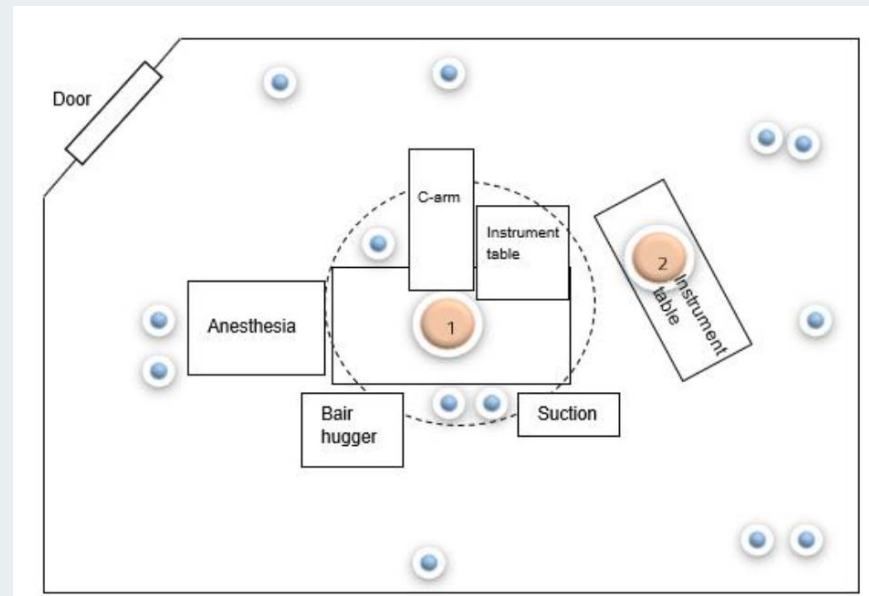 Door
C-arm
Instrument
table
2
Instrument
table
Anesthesia
1
Bair
hugger
Suction